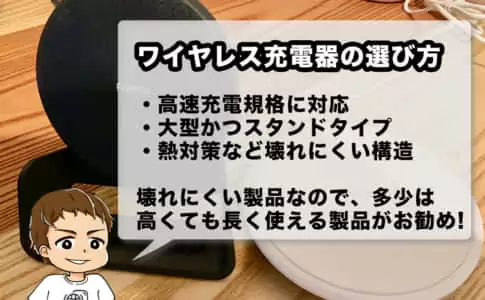 ワイヤレス充電器の選び方
・高速充電規格に対応
・大型かつスタンドタイプ
・熱対策など壊れにくい構造
壊れにくい製品なので、多少は
高くても長く使える製品がお勧め!